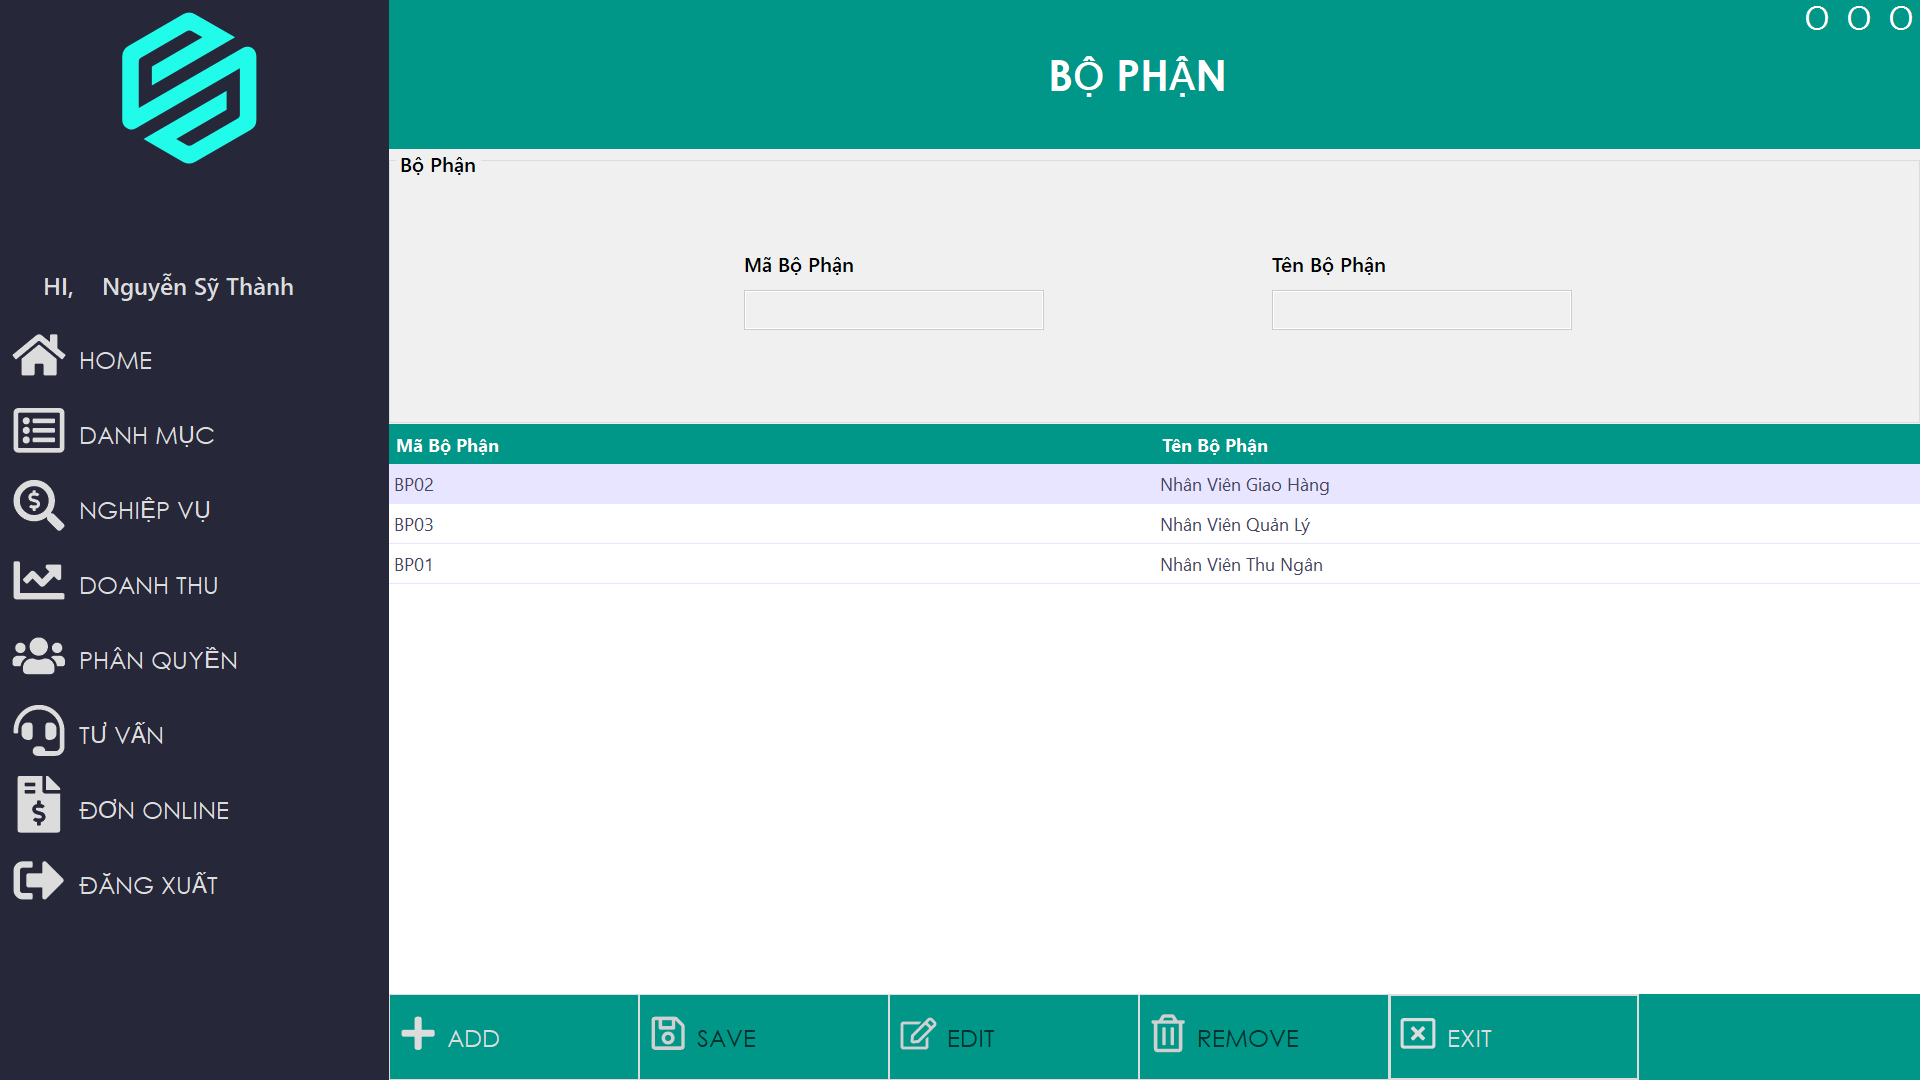 O O O
BỘ PHẬN
HI, Nguyễn Sỹ Thành
HOME
DANH MỤC
NGHIỆP VỤ
DOANH THU
PHÂN QUYỀN
TƯ VẤN
ĐƠN ONLINE
ĐĂNG XUẤT
Bộ Phận
Mã Bộ Phận Tên Bộ Phận
Mã Bộ Phận Tên Bộ Phận
BP02 Nhân Viên Giao Hàng
BP03 Nhân Viên Quản Lý
BP01 Nhân Viên Thu Ngân
ADD SAVE EDIT REMOVE EXIT